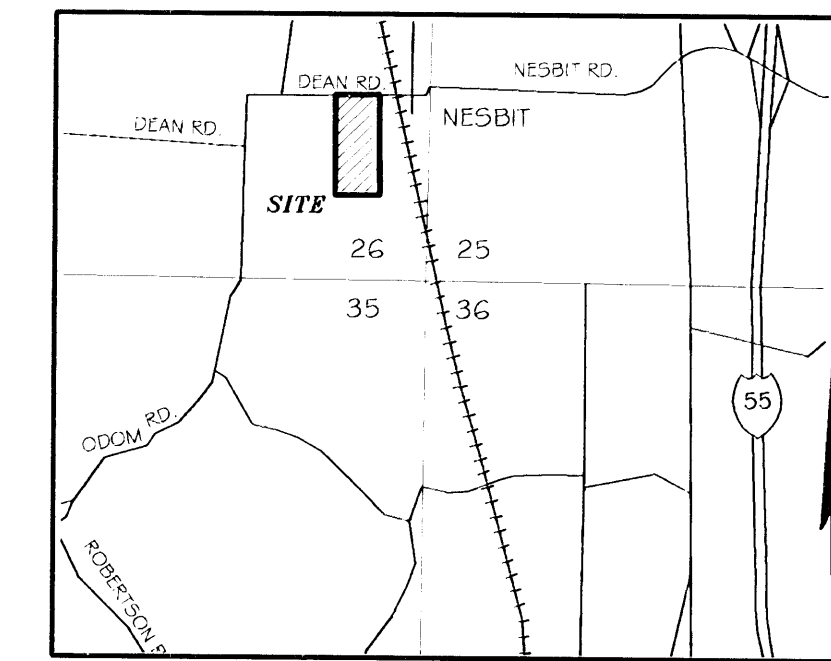 DEAN RD.
NESBIT RD.
DEAN RD.
NESBIT
SITE
26 25
35 36
55
ODOM RD.
ROBERTSON